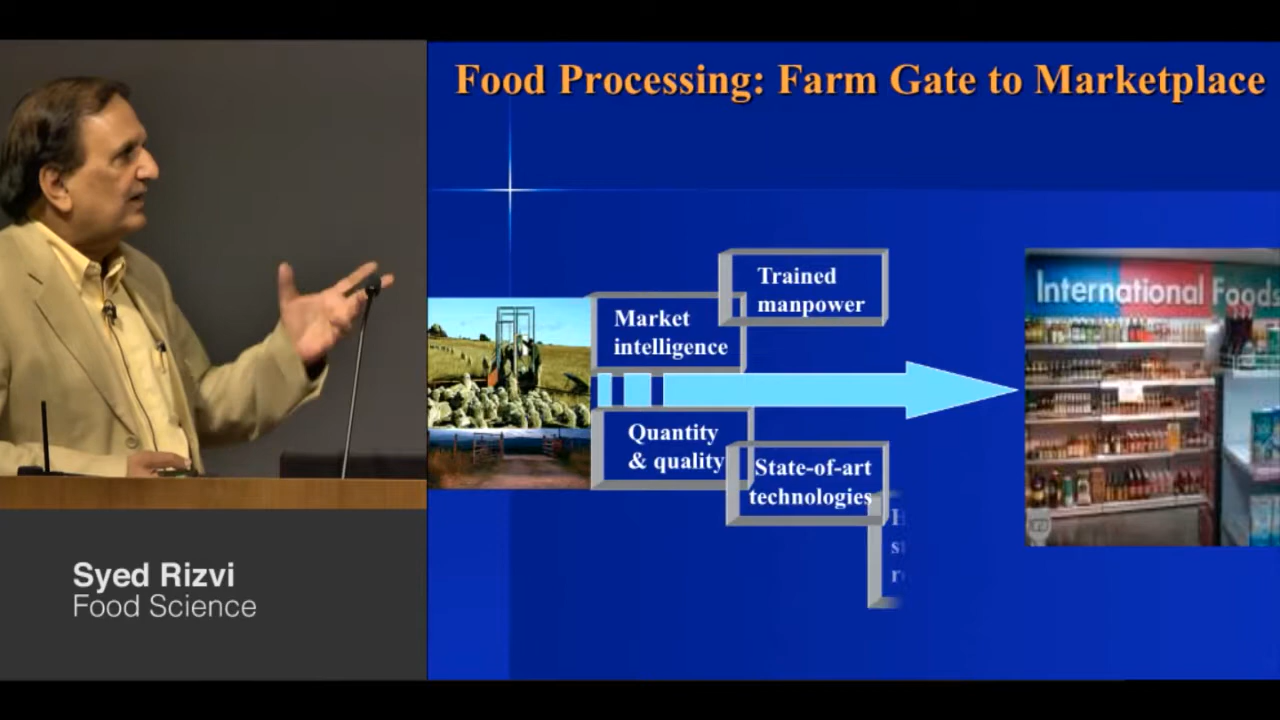 Food Processing: Farm Gate to Marketplace
Trained
manpower
Market
intelligence
Quantity
& quality
State-of-art
technologies
International Foods
Syed Rizvi
Food Science